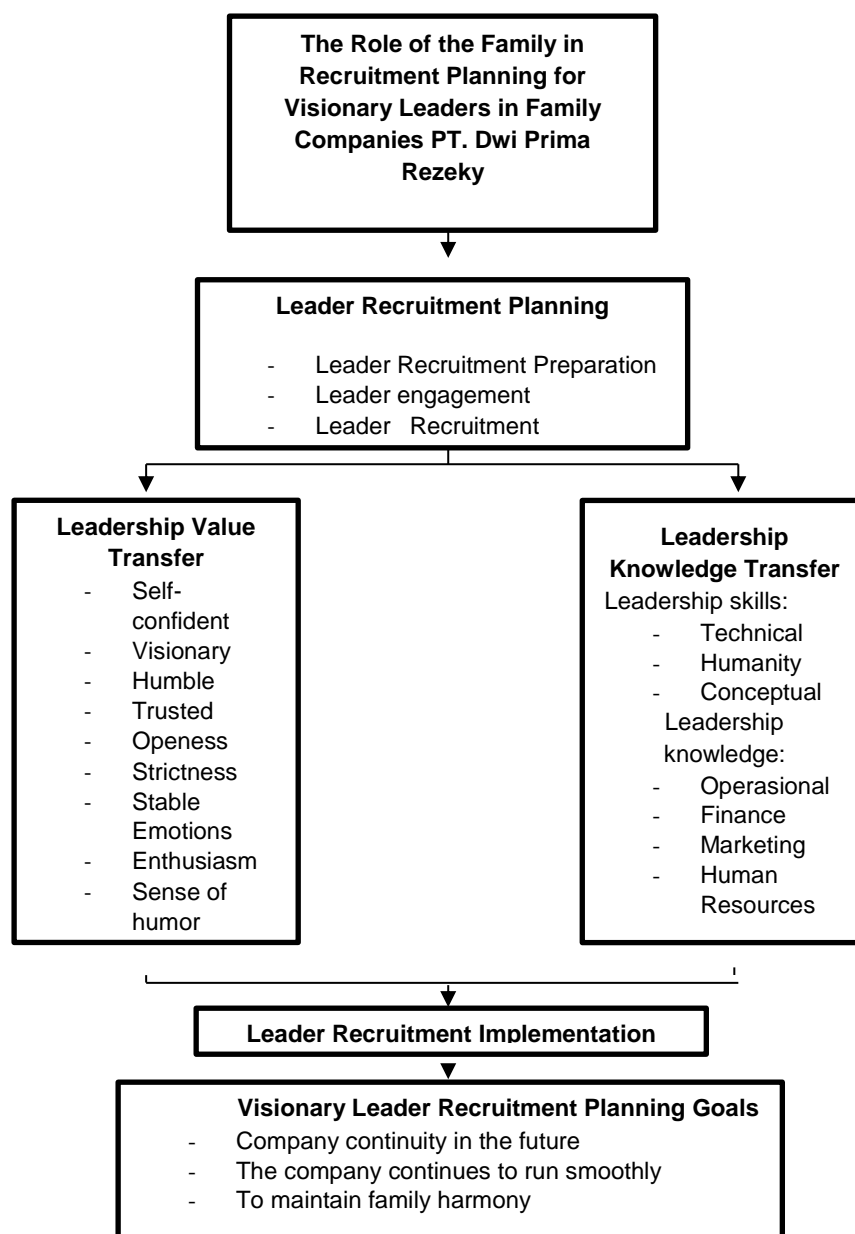 The Role of the Family in
Recruitment Planning for
Visionary Leaders in Family
Companies PT. Dwi Prima
Rezeky
Leader Recruitment Planning
- Leader Recruitment Preparation
- Leader engagement
- Leader Recruitment
Leadership Value
Transfer
- Self-
confident
- Visionary
- Humble
- Trusted
- Openess
- Strictness
- Stable
Emotions
- Enthusiasm
- Sense of
humor
Leadership
Knowledge Transfer
Leadership skills:
- Technical
- Humanity
- Conceptual
Leadership
knowledge:
- Operasional
- Finance
- Marketing
- Human
Resources
Leader Recruitment Implementation
Visionary Leader Recruitment Planning Goals
- Company continuity in the future
- The company continues to run smoothly
- To maintain family harmony